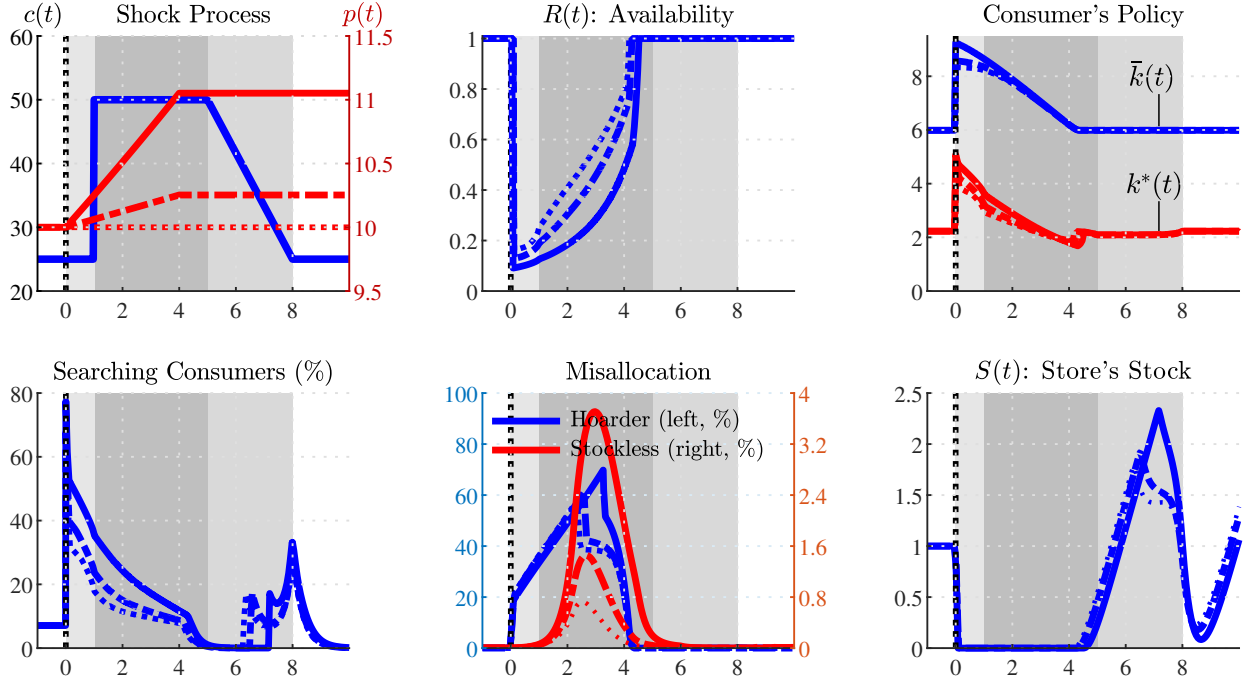 c(t) Shock Process p(t)
60 11.5
50 11
40 10.5
30 10
20 9.5
0 2 4 6 8
R(t): Availability
1
0.8
0.6
0.4
0.2
0
0 2 4 6 8
Consumer's Policy
8
6
4
2
k̄(t)
k*(t)
0 2 4 6 8
Searching Consumers (%)
80
60
40
20
0
0 2 4 6 8
Misallocation
100 4
80 3.2
60 2.4
40 1.6
20 0.8
0 0
Hoarder (left, %)
Stockless (right, %)
0 2 4 6 8
S(t): Store's Stock
2.5
2
1.5
1
0.5
0
0 2 4 6 8